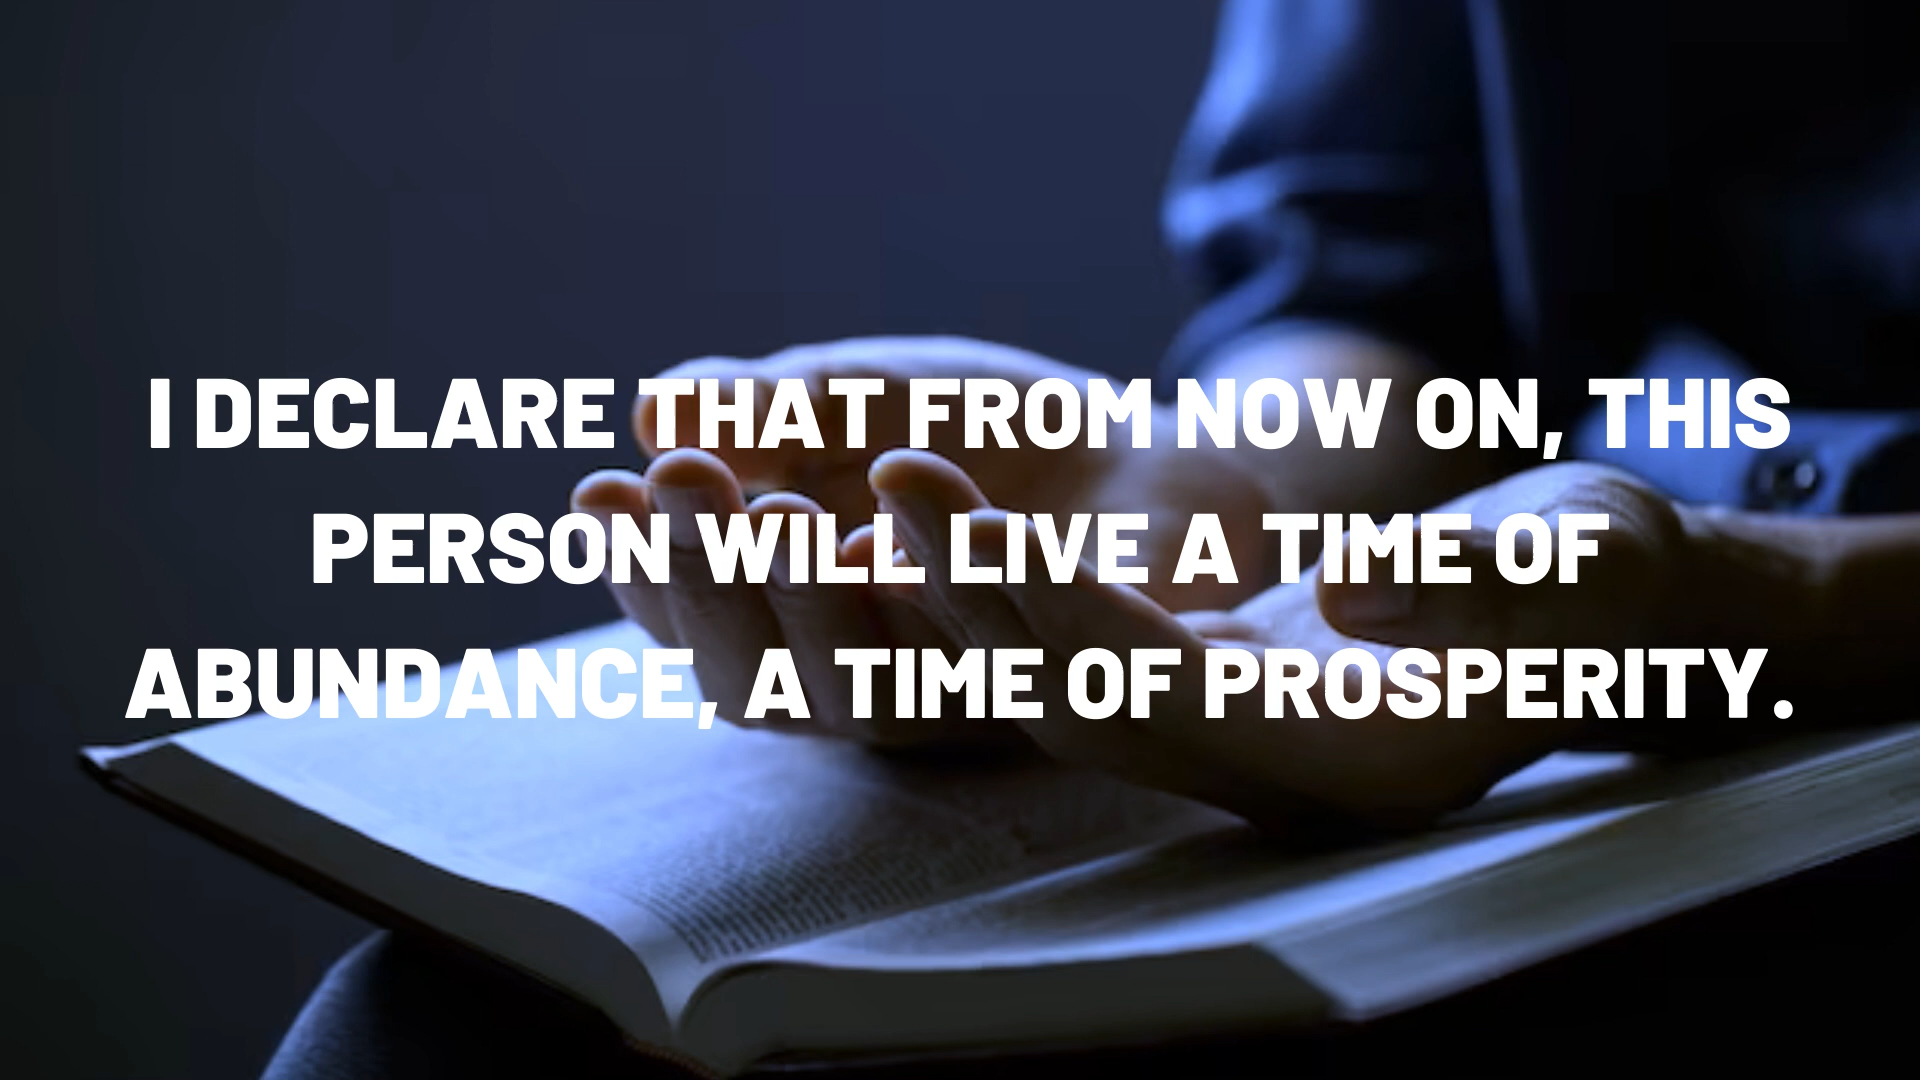 I DECLARE THAT FROM NOW ON, THIS
PERSON WILL LIVE A TIME OF
ABUNDANCE, A TIME OF PROSPERITY.